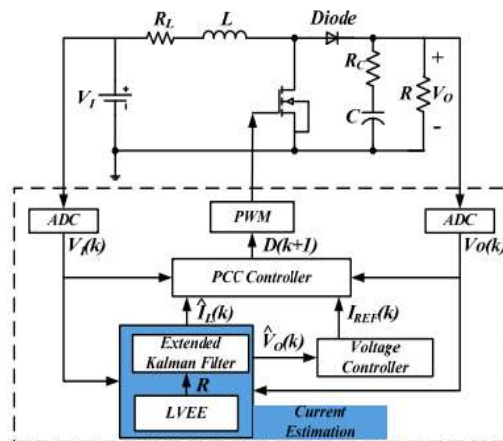 Diode
R_L
L
R_C
+
V_I
R
V_O
C
-
ADC
PWM
ADC
V_I(k)
D(k+1)
Vo(k)
PCC Controller
Î_L(k)
I_REF(k)
Extended
Kalman Filter
V̂_O(k)
Voltage
Controller
R
LVEE
Current
Estimation